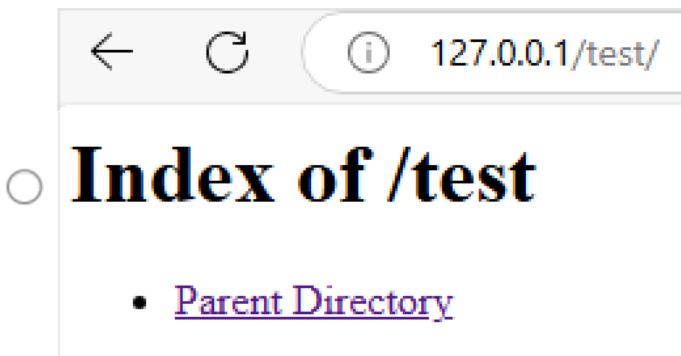 127.0.0.1/test/
Index of /test
Parent Directory